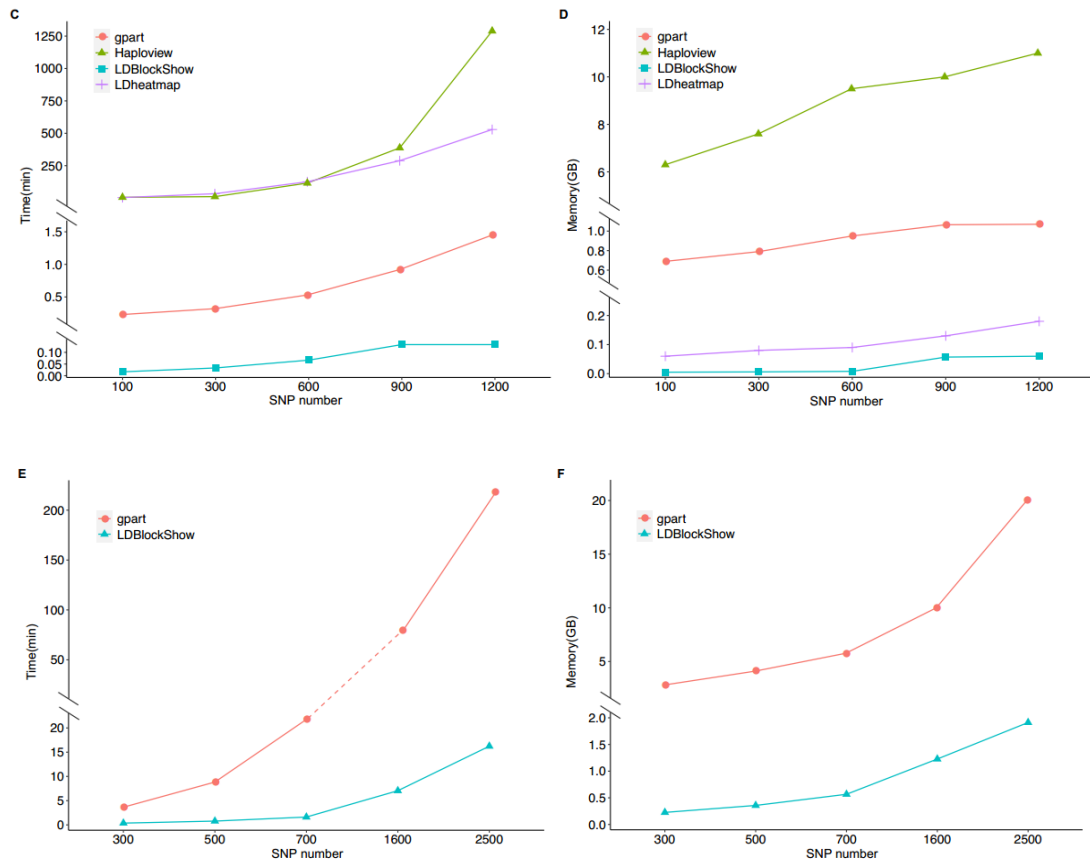 C
1250
1000
750
500
250
1.5
1.0
0.5
0.10
0.05
0.00
Time(min)
gpart
Haploview
LDBlockShow
LDheatmap
100 300 600 900 1200
SNP number
D
12
10
8
6
1.0
0.8
0.6
0.2
0.1
0.0
Memory(GB)
gpart
Haploview
LDBlockShow
LDheatmap
100 300 600 900 1200
SNP number
E
200
150
100
50
20
15
10
5
0
Time(min)
gpart
LDBlockShow
300 500 700 1600 2500
SNP number
F
20
15
10
5
2.0
1.5
1.0
0.5
0.0
Memory(GB)
gpart
LDBlockShow
300 500 700 1600 2500
SNP number